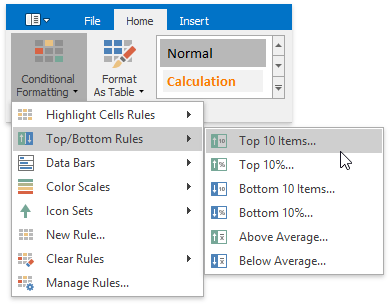 File Home Insert
Conditional Formatting
Format As Table
Normal
Calculation
Highlight Cells Rules
Top/Bottom Rules
Data Bars
Color Scales
Icon Sets
New Rule...
Clear Rules
Manage Rules...
Top 10 Items...
Top 10%...
Bottom 10 Items...
Bottom 10%...
Above Average...
Below Average...